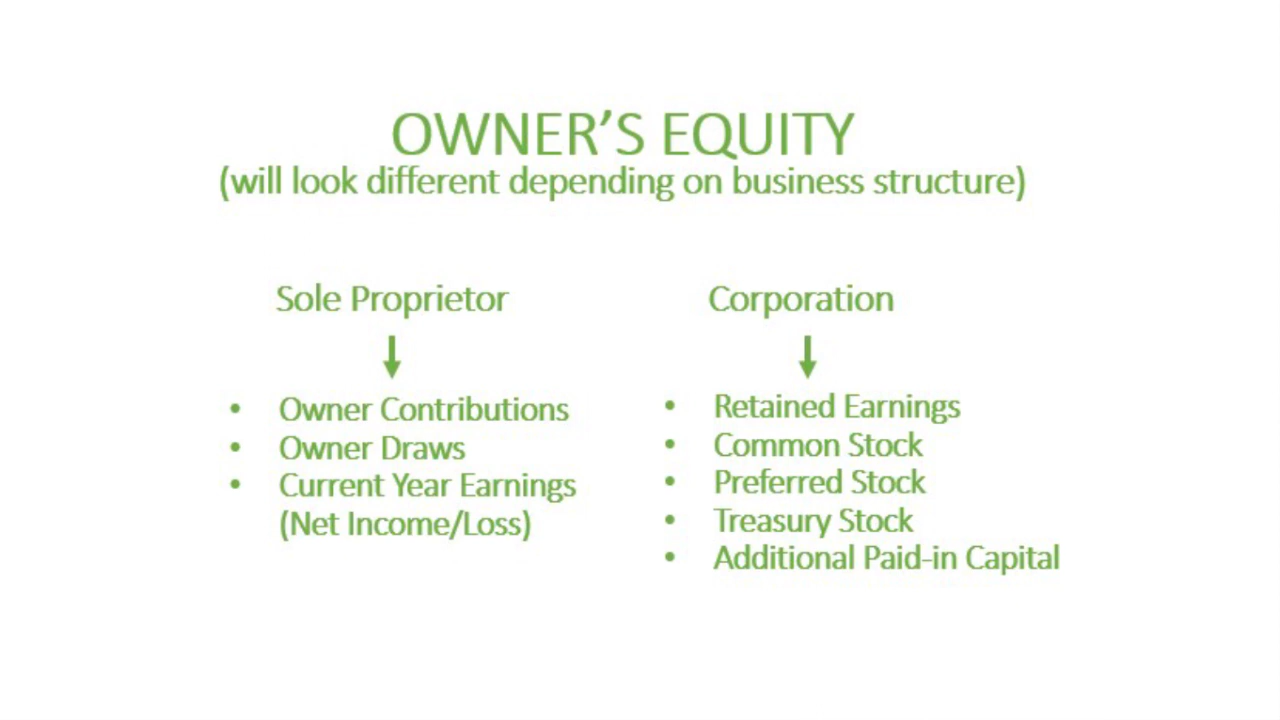 OWNER’S EQUITY
(will look different depending on business structure)
Sole Proprietor
• Owner Contributions
• Owner Draws
• Current Year Earnings
(Net Income/Loss)
Corporation
• Retained Earnings
• Common Stock
• Preferred Stock
• Treasury Stock
• Additional Paid-in Capital